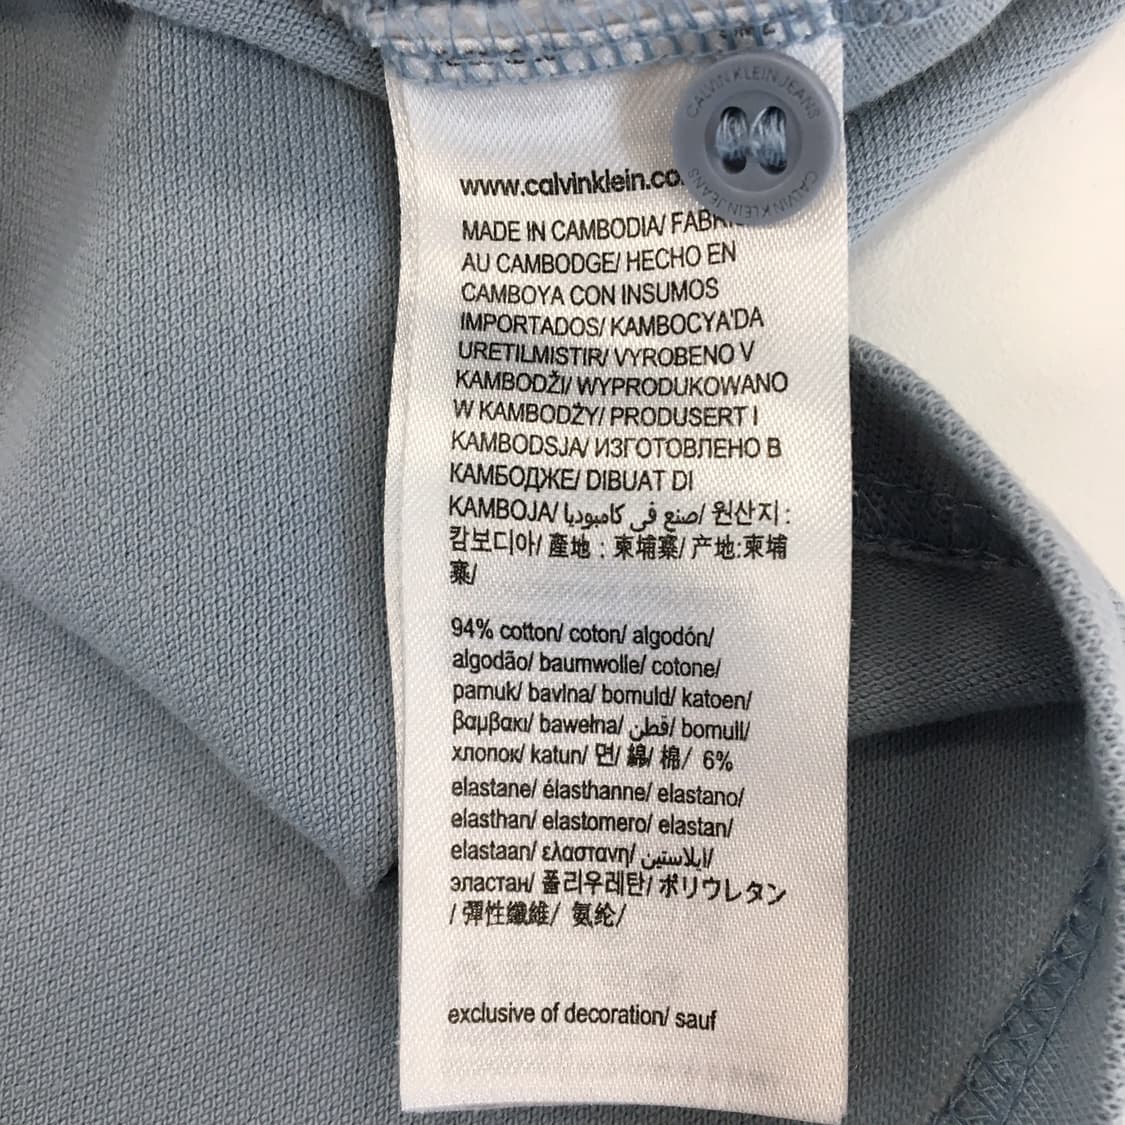 CALVIN KLEIN JEANS
CALVIN KLEIN JEANS
www.calvinklein.co
MADE IN CAMBODIA/ FABRI
AU CAMBODGE/ HECHO EN
CAMBOYA CON INSUMOS
IMPORTADOS/ KAMBOCYA'DA
URETILMISTIR/ VYROBENO V
KAMBODŽI/ WYPRODUKOWANO
W KAMBODŻY/ PRODUSERT I
KAMBODSJA/ ИЗГОТОВЛЕНО В
КАМБОДЖЕ/ DIBUAT DI
KAMBOJA/ صنع في كامبوديا/ 원산지 :
캄보디아/ 產地 : 柬埔寨/ 产地:柬埔
寨/
94% cotton/ coton/ algodón/
algodão/ baumwolle/ cotone/
pamuk/ bavlna/ bomuld/ katoen/
βαμβακι/ bawełna/ قطن/ bomull/
хлопок/ katun/ 면/ 綿/ 棉/ 6%
elastane/ élasthanne/ elastano/
elasthan/ elastomero/ elastan/
elastaan/ ελαστανη/ ايلاستين/
эластан/ 폴리우레탄/ ポリウレタン
/ 彈性纖維/ 氨纶/
exclusive of decoration/ sauf